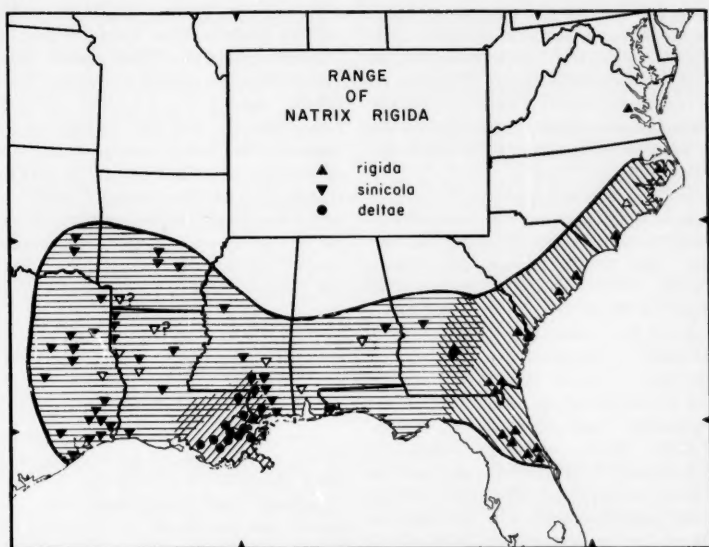 RANGE
OF
NATRIX RIGIDA
▲ rigida
▼ sinicola
● deltae
?
?